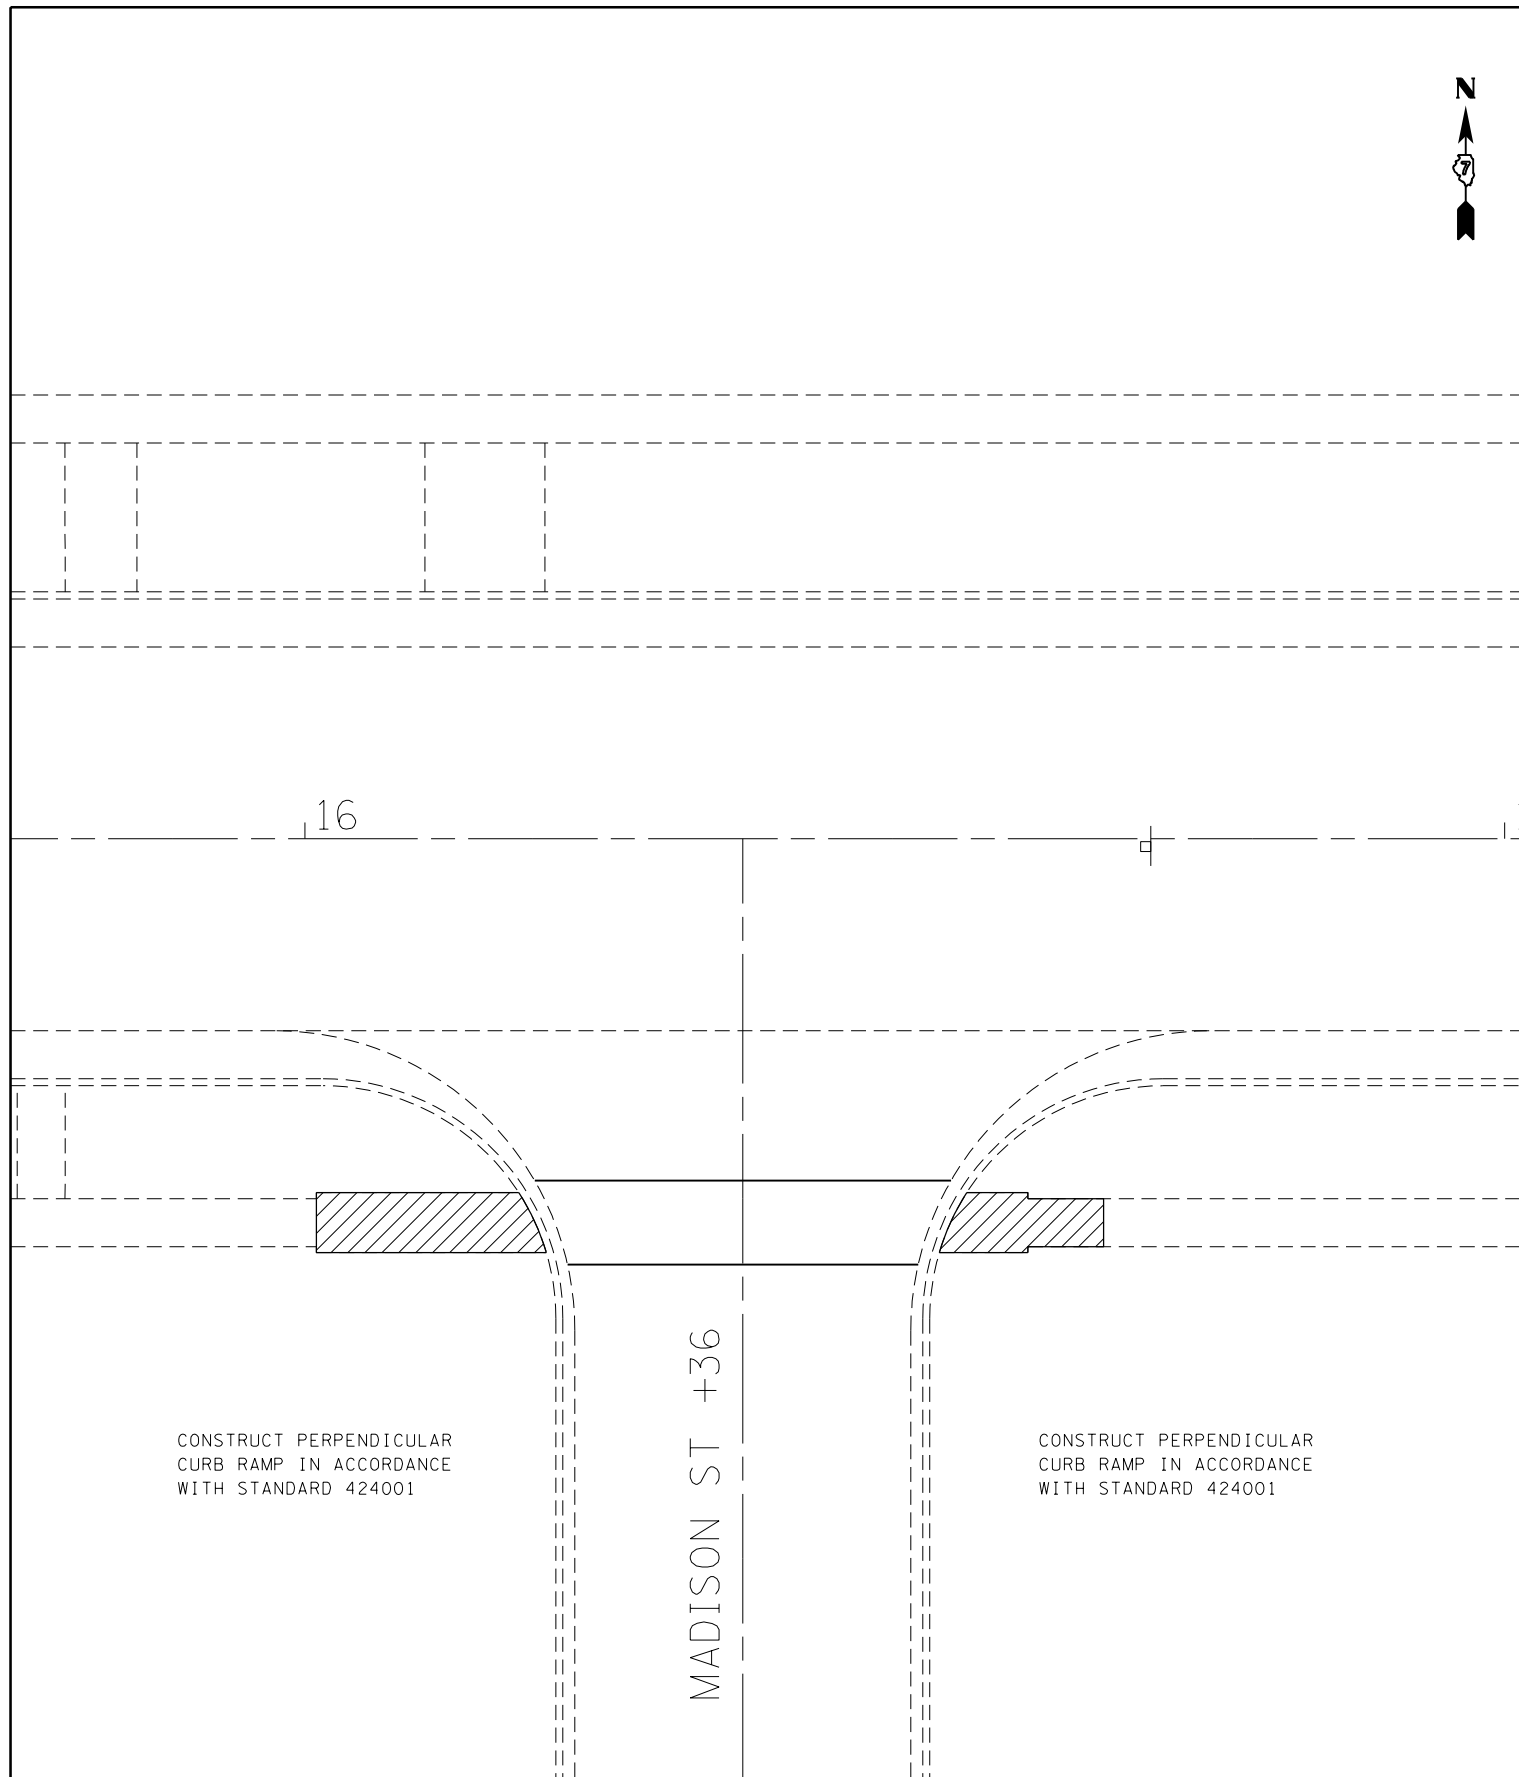 N
7
16
MADISON ST +36
CONSTRUCT PERPENDICULAR
CURB RAMP IN ACCORDANCE
WITH STANDARD 424001
CONSTRUCT PERPENDICULAR
CURB RAMP IN ACCORDANCE
WITH STANDARD 424001